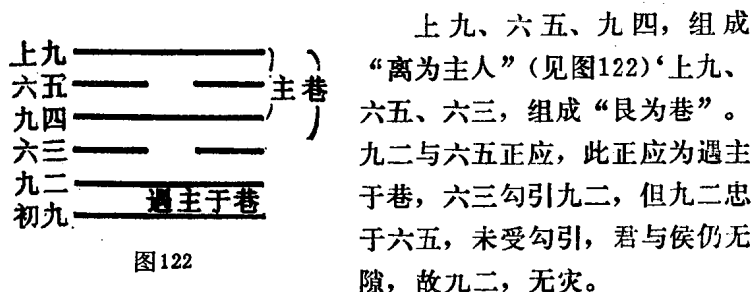 上九
六五
九四
六三
九二
初九
主巷
遇主于巷
图122
上九、六五、九四，组成
“离为主人”（见图122）‘上九、
六五、六三，组成“艮为巷”。
九二与六五正应，此正应为遇主
于巷，六三勾引九二，但九二忠
于六五，未受勾引，君与侯仍无
隙，故九二，无灾。